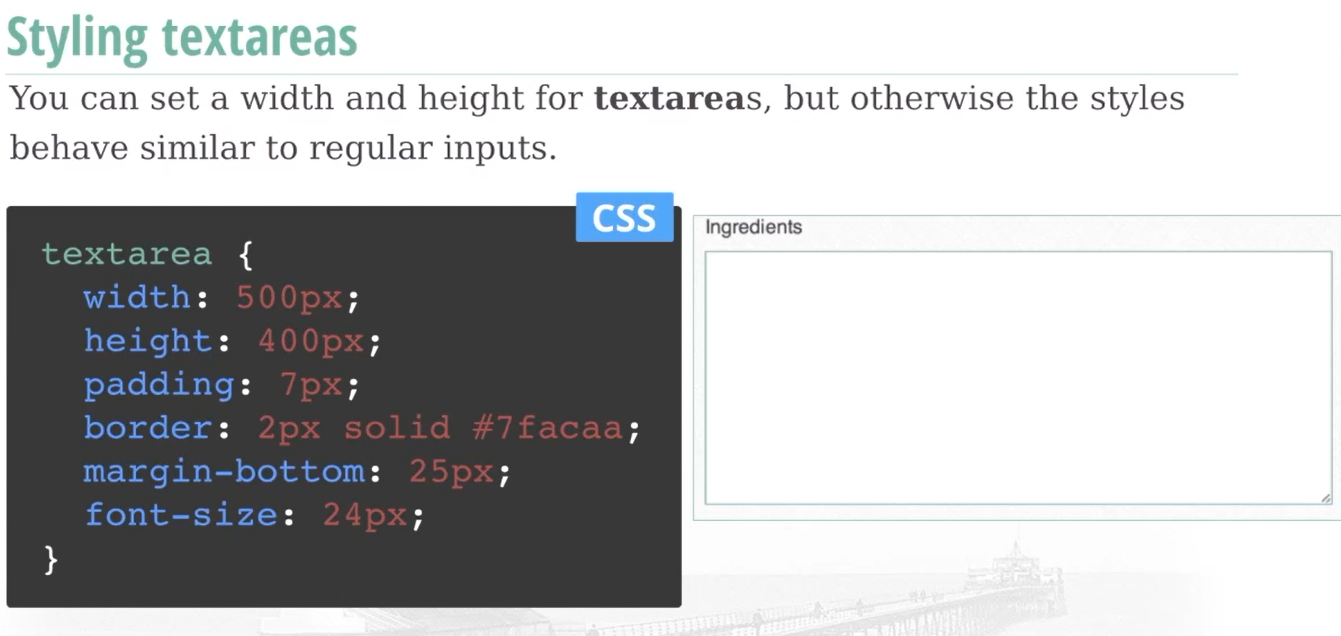 Styling textareas
You can set a width and height for textareas, but otherwise the styles
behave similar to regular inputs.
CSS
textarea {
width: 500px;
height: 400px;
padding: 7px;
border: 2px solid #7facaa;
margin-bottom: 25px;
font-size: 24px;
}
Ingredients